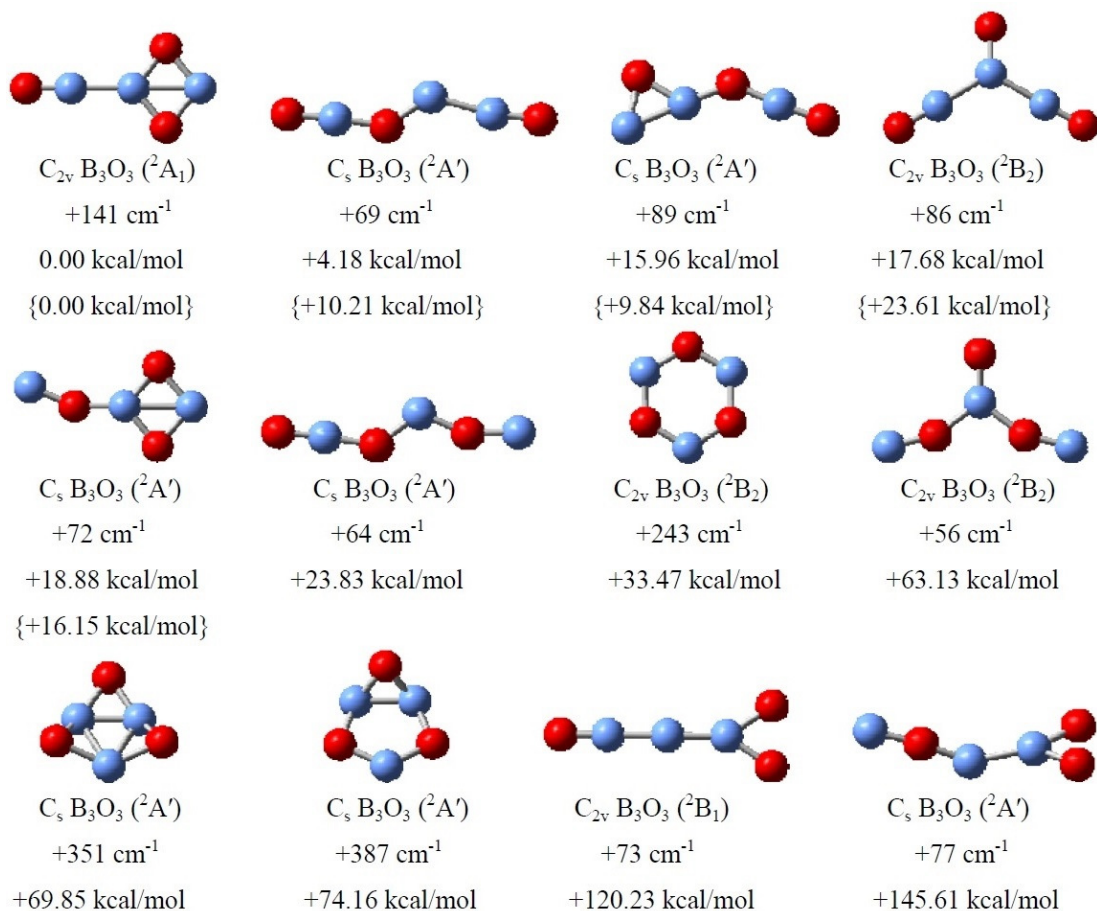 C₂ᵥ B₃O₃ (²A₁)
+141 cm⁻¹
0.00 kcal/mol
{0.00 kcal/mol}
Cₛ B₃O₃ (²A′)
+69 cm⁻¹
+4.18 kcal/mol
{+10.21 kcal/mol}
Cₛ B₃O₃ (²A′)
+89 cm⁻¹
+15.96 kcal/mol
{+9.84 kcal/mol}
C₂ᵥ B₃O₃ (²B₂)
+86 cm⁻¹
+17.68 kcal/mol
{+23.61 kcal/mol}
Cₛ B₃O₃ (²A′)
+72 cm⁻¹
+18.88 kcal/mol
{+16.15 kcal/mol}
Cₛ B₃O₃ (²A′)
+64 cm⁻¹
+23.83 kcal/mol
C₂ᵥ B₃O₃ (²B₂)
+243 cm⁻¹
+33.47 kcal/mol
C₂ᵥ B₃O₃ (²B₂)
+56 cm⁻¹
+63.13 kcal/mol
Cₛ B₃O₃ (²A′)
+351 cm⁻¹
+69.85 kcal/mol
Cₛ B₃O₃ (²A′)
+387 cm⁻¹
+74.16 kcal/mol
C₂ᵥ B₃O₃ (²B₁)
+73 cm⁻¹
+120.23 kcal/mol
Cₛ B₃O₃ (²A′)
+77 cm⁻¹
+145.61 kcal/mol